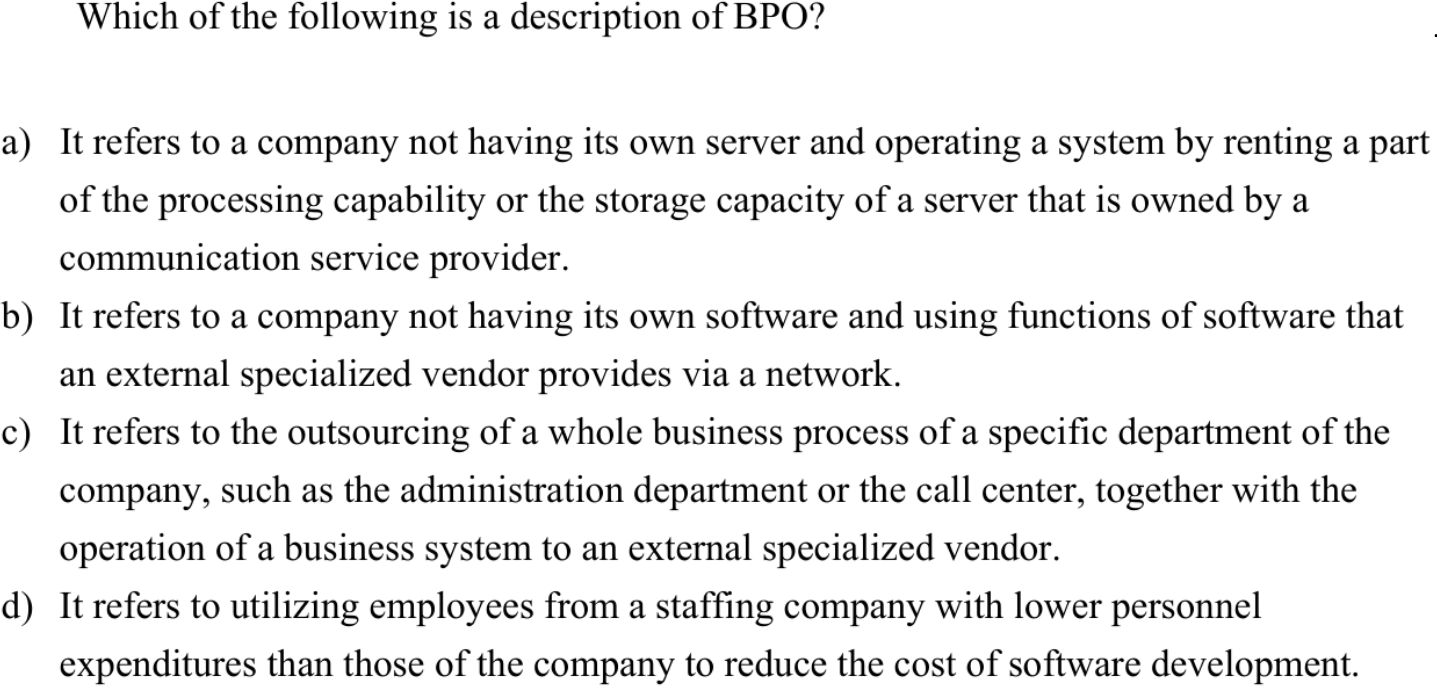 Which of the following is a description of BPO?
a) It refers to a company not having its own server and operating a system by renting a part
of the processing capability or the storage capacity of a server that is owned by a
communication service provider.
b) It refers to a company not having its own software and using functions of software that
an external specialized vendor provides via a network.
c) It refers to the outsourcing of a whole business process of a specific department of the
company, such as the administration department or the call center, together with the
operation of a business system to an external specialized vendor.
d) It refers to utilizing employees from a staffing company with lower personnel
expenditures than those of the company to reduce the cost of software development.